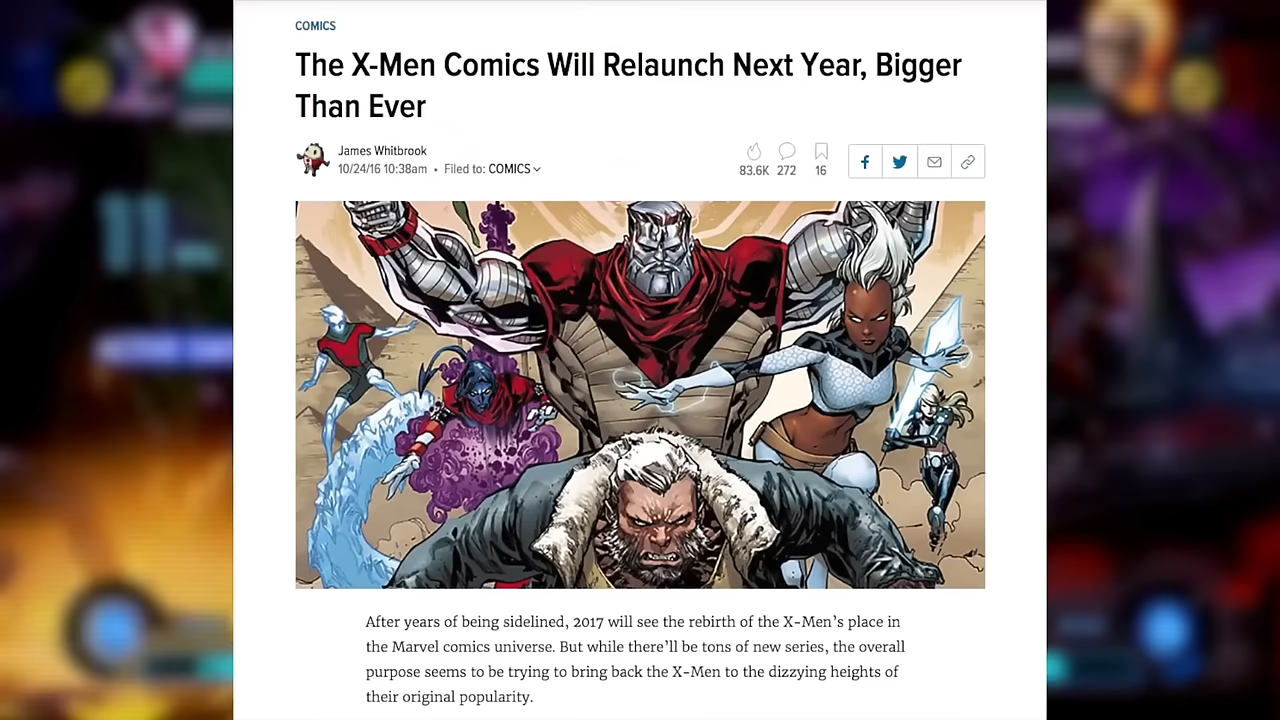 COMICS
The X-Men Comics Will Relaunch Next Year, Bigger
Than Ever
James Whitbrook
10/24/16 10:38am • Filed to: COMICS
83.6K 272 16
After years of being sidelined, 2017 will see the rebirth of the X-Men’s place in
the Marvel comics universe. But while there’ll be tons of new series, the overall
purpose seems to be trying to bring back the X-Men to the dizzying heights of
their original popularity.